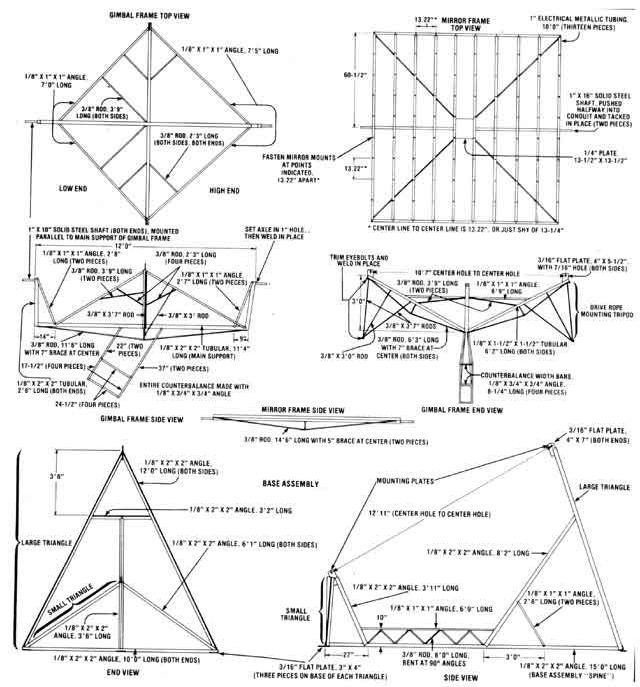 GIMBAL FRAME TOP VIEW
1/8" X 1" X 1" ANGLE, 7'5" LONG
1/8" X 1" X 1" ANGLE,
7'0" LONG
3/8" ROD, 3'9"
LONG (BOTH SIDES)
3/8" ROD, 2'3" LONG
(BOTH SIDES, BOTH ENDS)
LOW END
HIGH END
MIRROR FRAME
TOP VIEW
13.22"
1" ELECTRICAL METALLIC TUBING,
10'0" (THIRTEEN PIECES)
60-1/2"
1" X 16" SOLID STEEL
SHAFT, PUSHED
HALFWAY INTO
CONDUIT AND TACKED
IN PLACE (TWO PIECES)
FASTEN MIRROR MOUNTS
AT POINTS
INDICATED,
13.22" APART*
13.22"
1/4" PLATE,
13-1/2" X 13-1/2"
* CENTER LINE TO CENTER LINE IS 13.22", OR JUST SHY OF 13-1/4"
1" X 10" SOLID STEEL SHAFT (BOTH ENDS), MOUNTED
PARALLEL TO MAIN SUPPORT OF GIMBAL FRAME
SET AXLE IN 1" HOLE,
THEN WELD IN PLACE
12'0"
1/8" X 1" X 1" ANGLE, 2'8"
LONG (TWO PIECES)
3/8" ROD, 2'3" LONG
(FOUR PIECES)
3/8" ROD, 3'9" LONG
(TWO PIECES)
1/8" X 1" X 1" ANGLE,
2'7" LONG (TWO PIECES)
3/8" X 3'7" ROD
3/8" X 3' ROD
14"
9"
3/8" ROD, 11'6" LONG
WITH 7" BRACE AT CENTER
22" (TWO
PIECES)
1/8" X 2" X 2" TUBULAR, 11'4"
LONG (MAIN SUPPORT)
17-1/2" (FOUR PIECES)
37" (TWO PIECES)
1/8" X 2" X 2" TUBULAR,
2'6" LONG (BOTH ENDS)
ENTIRE COUNTERBALANCE MADE WITH
1/8" X 3/4" X 3/4" ANGLE
24-1/2" (FOUR PIECES)
GIMBAL FRAME SIDE VIEW
TRIM EYEBOLTS AND
WELD IN PLACE
10'7" CENTER HOLE TO CENTER HOLE
3/16" FLAT PLATE, 4" X 5-1/2",
WITH 7/16" HOLE (BOTH SIDES)
3/8" ROD, 3'9" LONG
(TWO PIECES)
1/8" X 1" X 1" ANGLE,
6'9" LONG
3'0"
3'0"
DRIVE ROPE
MOUNTING TRIPOD
3/8" X 3'7" RODS
3/8" X 3'0" ROD
3/8" ROD, 6'3" LONG
WITH 7" BRACE AT
CENTER (BOTH SIDES)
1/8" X 1-1/2" X 1-1/2" TUBULAR
6'2" LONG (BOTH SIDES)
COUNTERBALANCE WIDTH BARS,
1/8" X 3/4" X 3/4" ANGLE,
8-1/4" LONG (FOUR PIECES)
GIMBAL FRAME END VIEW
MIRROR FRAME SIDE VIEW
3/8" ROD, 14'6" LONG WITH 5" BRACE AT CENTER (TWO PIECES)
BASE ASSEMBLY
3'6"
1/8" X 2" X 2" ANGLE,
12'0" LONG (BOTH SIDES)
1/8" X 2" X 2" ANGLE, 3'2" LONG
LARGE TRIANGLE
1/8" X 2" X 2" ANGLE, 6'1" LONG (BOTH SIDES)
SMALL TRIANGLE
1/8" X 2" X 2"
ANGLE, 3'6" LONG
1/8" X 2" X 2" ANGLE, 10'0" LONG (BOTH ENDS)
END VIEW
3/16" FLAT PLATE, 3" X 4"
(THREE PIECES ON BASE OF EACH TRIANGLE)
3/16" FLAT PLATE,
4" X 7" (BOTH ENDS)
MOUNTING PLATES
LARGE TRIANGLE
12'11" (CENTER HOLE TO CENTER HOLE)
1/8" X 2" X 2" ANGLE, 8'2" LONG
1/8" X 2" X 2" ANGLE, 3'11" LONG
1/8" X 1" X 1" ANGLE,
2'8" LONG (TWO PIECES)
SMALL
TRIANGLE
1/8" X 1" X 1" ANGLE, 6'9" LONG
10"
3/8" ROD, 6'0" LONG,
BENT AT 90° ANGLES
27"
3'0"
1/8" X 2" X 2" ANGLE, 15'0" LONG
(BASE ASSEMBLY "SPINE")
SIDE VIEW